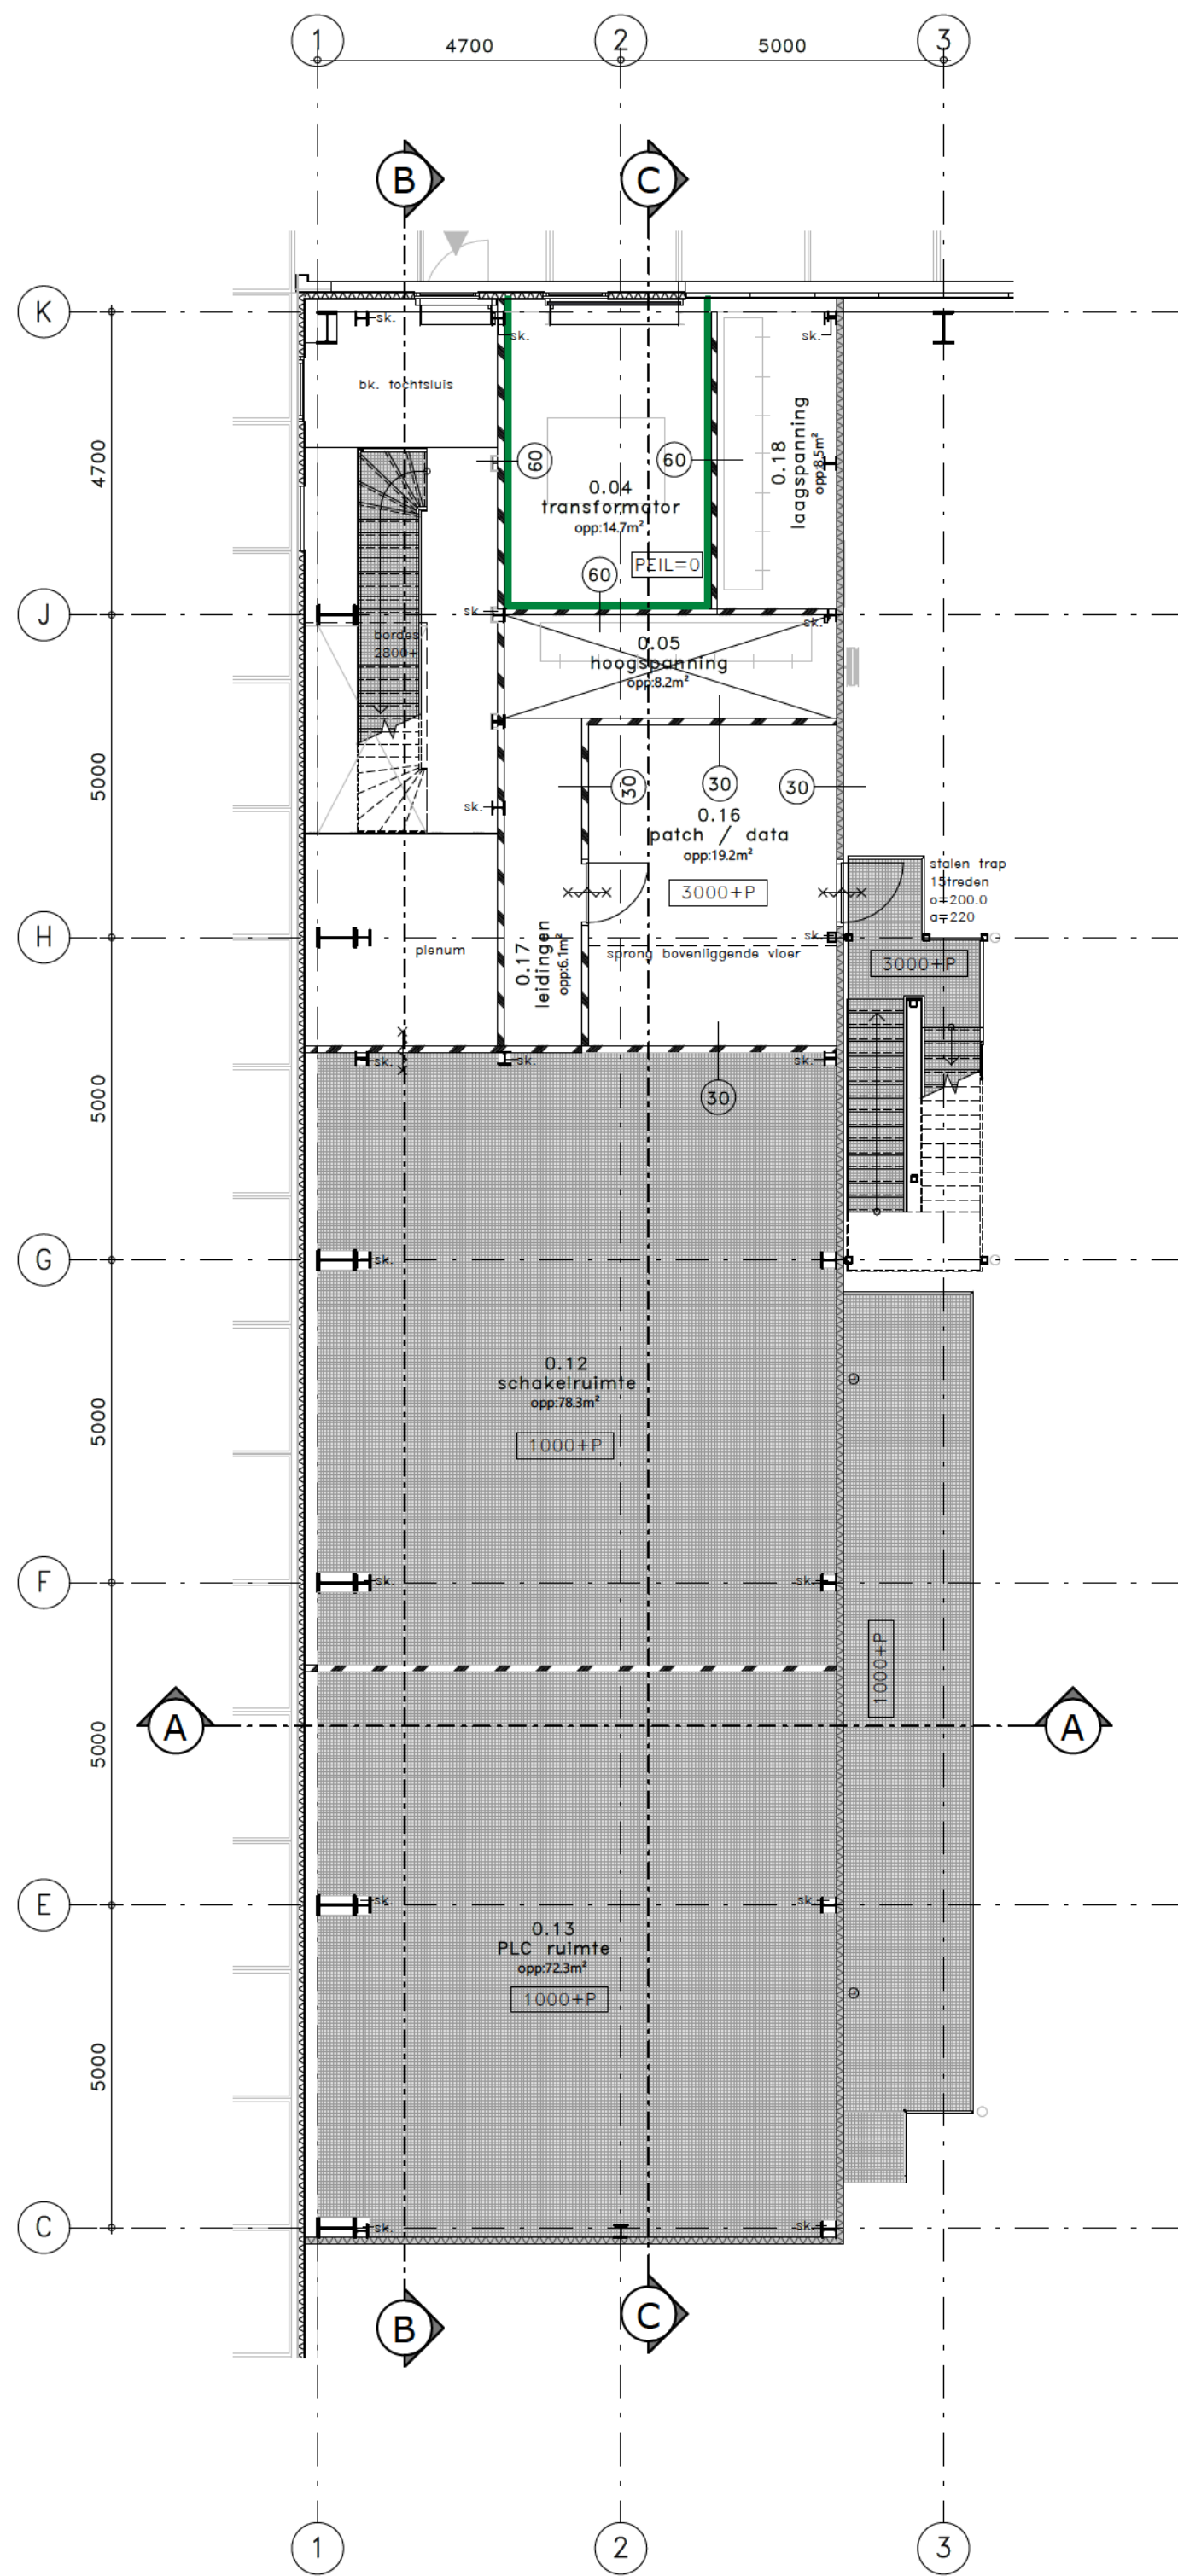 1
2
3
4700
5000
B
C
K
sk.
sk.
sk.
bk. tochtsluis
4700
60
60
0.18
laagspanning
opp:8.5m²
0.04
transformator
opp:14.7m²
PEIL=0
60
J
sk.
sk.
bordes
2800+
0.05
hoogspanning
opp:8.2m²
5000
30
30
30
sk.
0.16
patch / data
opp:19.2m²
3000+P
stalen trap
15treden
o=200.0
a=220
H
plenum
0.17
leidingen
opp:6.1m²
sk.
sprong bovenliggende vloer
3000+P
sk.
sk.
sk.
5000
30
G
sk.
0.12
schakelruimte
opp:78.3m²
1000+P
5000
F
sk.
sk.
1000+P
A
A
5000
E
sk.
sk.
0.13
PLC ruimte
opp:72.3m²
1000+P
5000
C
sk.
sk.
B
C
1
2
3